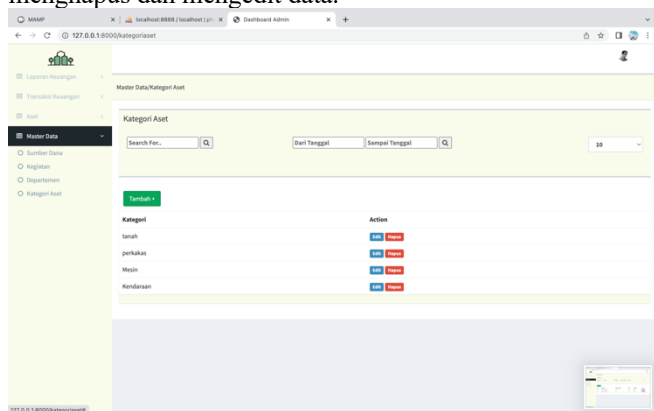 menghapus dan mengedit data.
MAMP
localhost:8888 / localhost | ph
Dashboard Admin
127.0.0.1:8000/kategoriaset
Laporan Keuangan
Transaksi Keuangan
Aset
Master Data
Sumber Dana
Kegiatan
Departemen
Kategori Aset
Master Data/Kategori Aset
Kategori Aset
Search For..
Dari Tanggal
Sampai Tanggal
10
Tambah +
Kategori Action
tanah Edit Hapus
perkakas Edit Hapus
Mesin Edit Hapus
Kendaraan Edit Hapus
127.0.0.1:8000/kategoriaset#